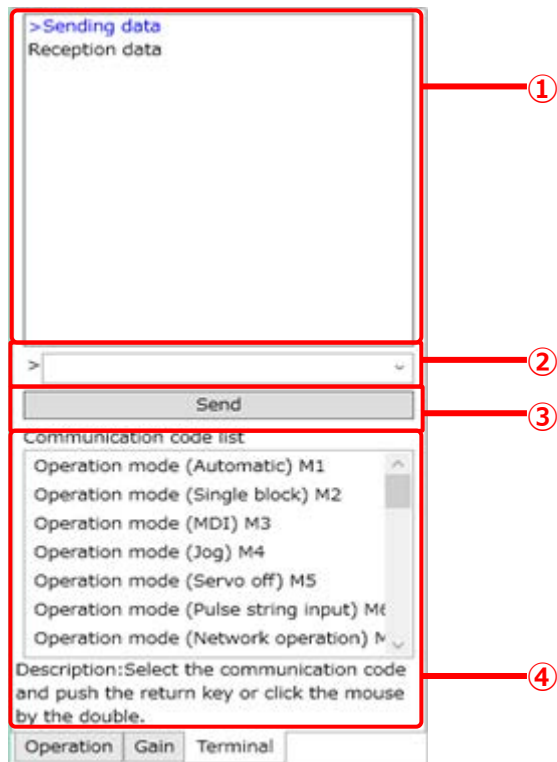 >Sending data
Reception data
①
>
②
Send
③
Communication code list
Operation mode (Automatic) M1
Operation mode (Single block) M2
Operation mode (MDI) M3
Operation mode (Jog) M4
Operation mode (Servo off) M5
Operation mode (Pulse string input) M6
Operation mode (Network operation) M
Description:Select the communication code
and push the return key or click the mouse
by the double.
④
Operation Gain Terminal